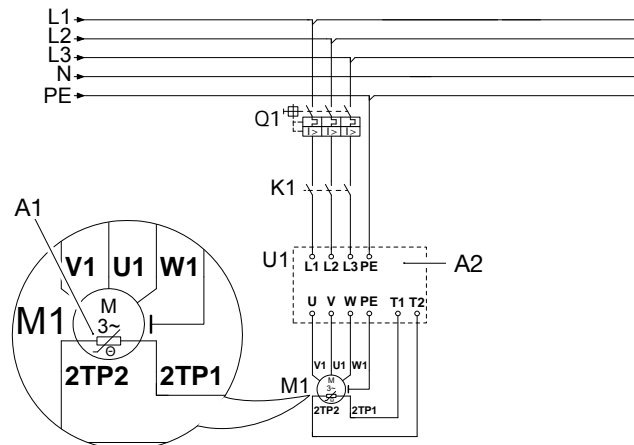 L1
L2
L3
N
PE
Q1
I> I> I>
K1
A1
U1 L1 L2 L3 PE A2
V1 U1 W1
U V W PE T1 T2
M1 M 3~
Θ
2TP2 2TP1
V1 U1 W1
M1 M 3~
Θ
2TP2 2TP1